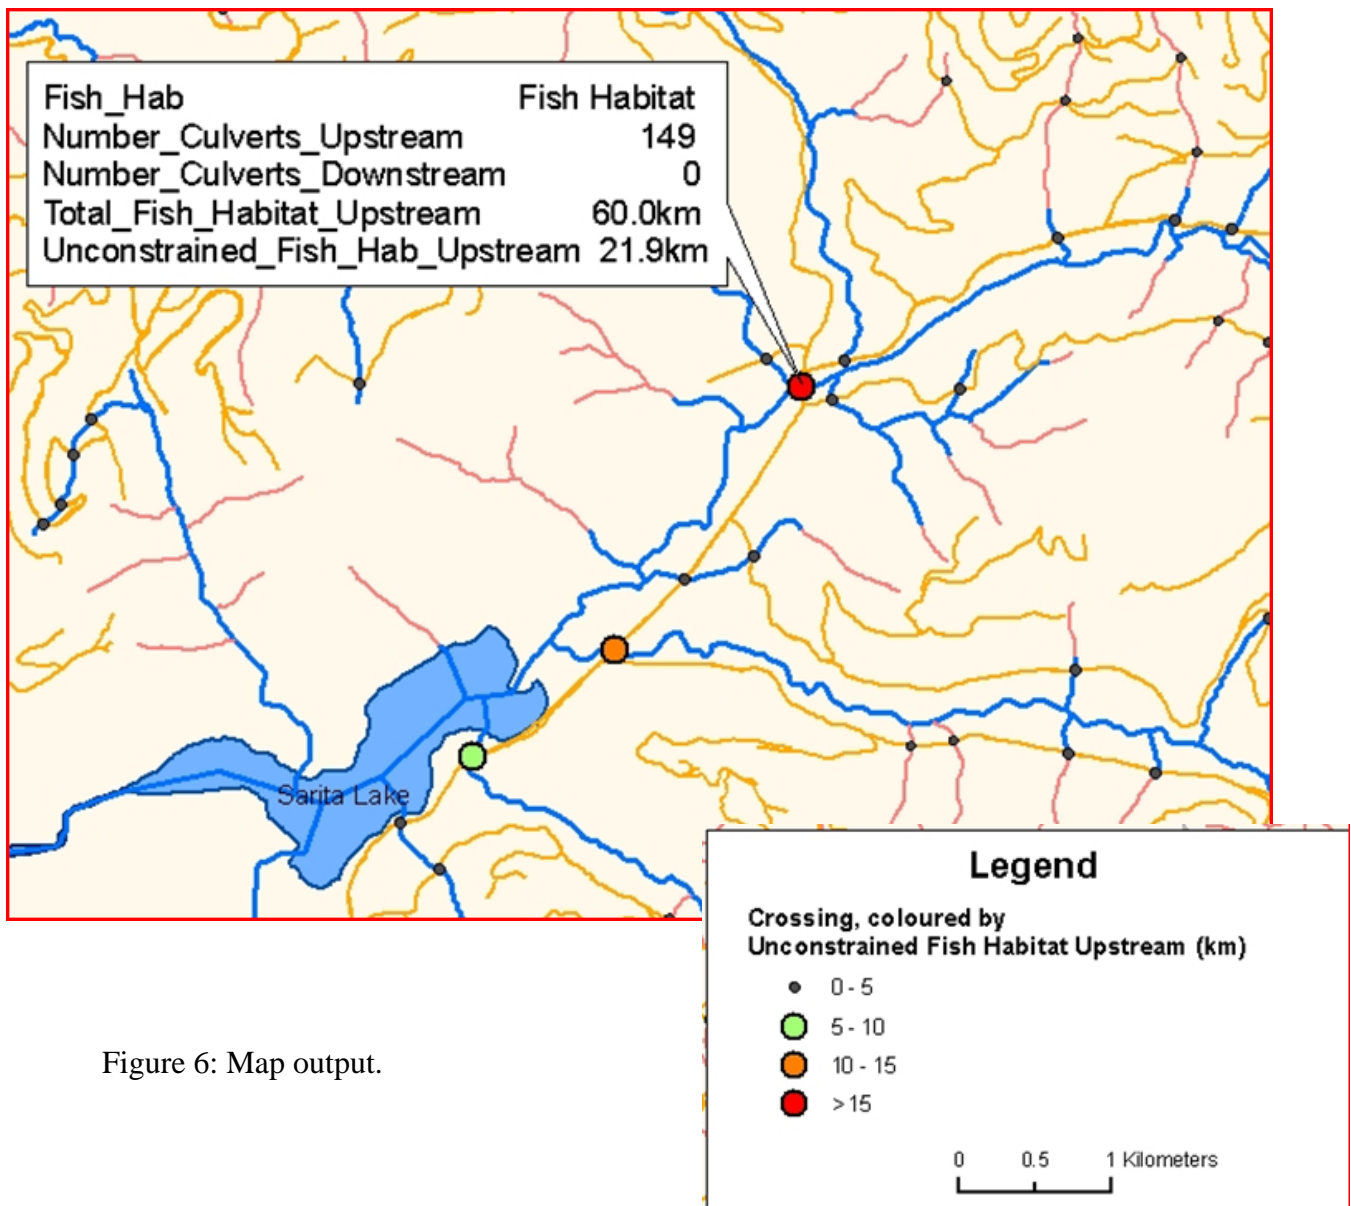 Fish_Hab Fish Habitat
Number_Culverts_Upstream 149
Number_Culverts_Downstream 0
Total_Fish_Habitat_Upstream 60.0km
Unconstrained_Fish_Hab_Upstream 21.9km
Sarita Lake
Legend
Crossing, coloured by
Unconstrained Fish Habitat Upstream (km)
0 - 5
5 - 10
10 - 15
>15
0 0.5 1 Kilometers
Figure 6: Map output.